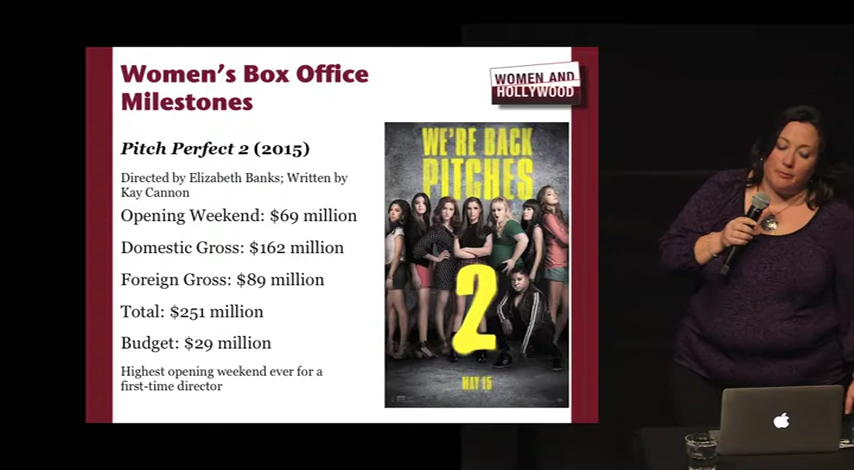 Women's Box Office
Milestones
WOMEN AND
HOLLYWOOD
Pitch Perfect 2 (2015)
Directed by Elizabeth Banks; Written by
Kay Cannon
Opening Weekend: $69 million
Domestic Gross: $162 million
Foreign Gross: $89 million
Total: $251 million
Budget: $29 million
Highest opening weekend ever for a
first-time director
WE'RE BACK
PITCHES
2
MAY 15